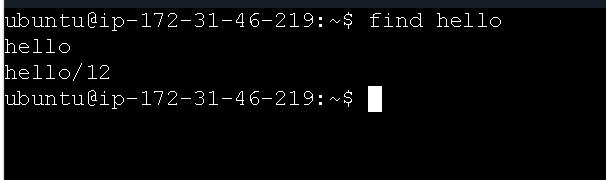 ubuntu@ip-172-31-46-219:~$ find hello
hello
hello/12
ubuntu@ip-172-31-46-219:~$